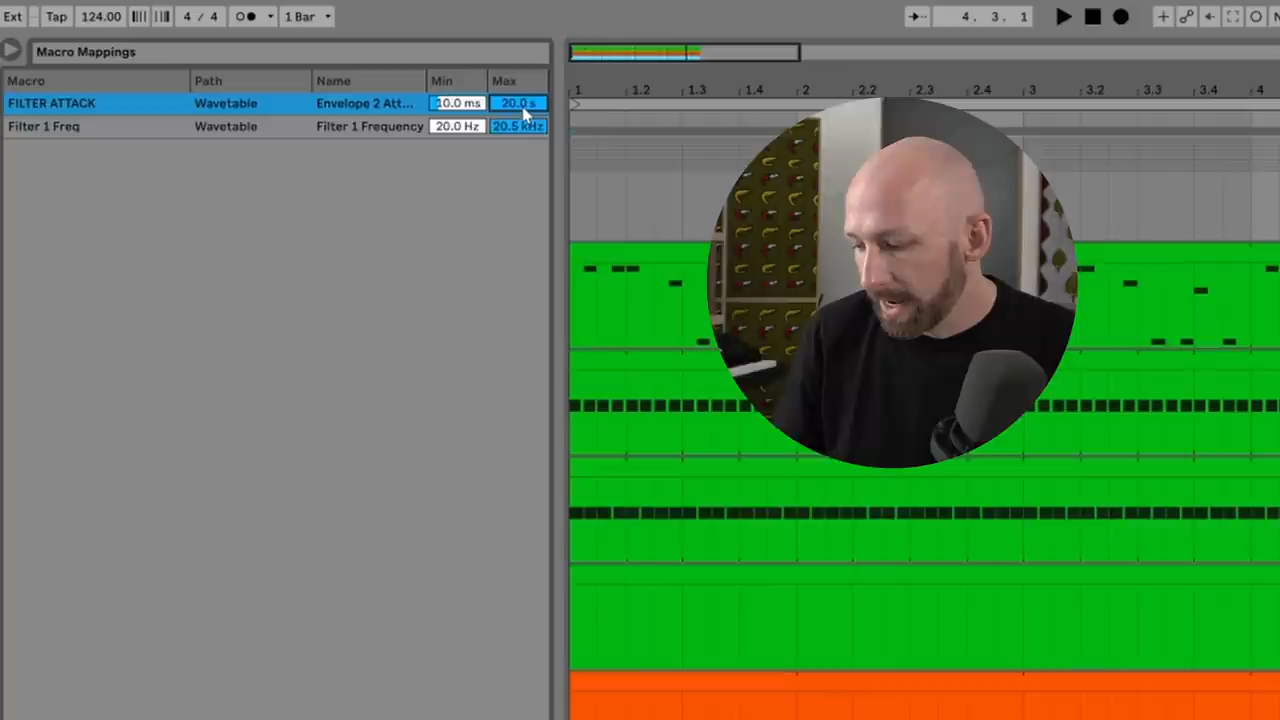 Ext Tap 124.00 4 / 4 1 Bar 4. 3. 1
Macro Mappings
Macro Path Name Min Max
FILTER ATTACK Wavetable Envelope 2 Att... 10.0 ms 20.0 s
Filter 1 Freq Wavetable Filter 1 Frequency 20.0 Hz 20.5 kHz
1 1.2 1.3 1.4 2 2.2 2.3 2.4 3 3.2 3.3 3.4 4